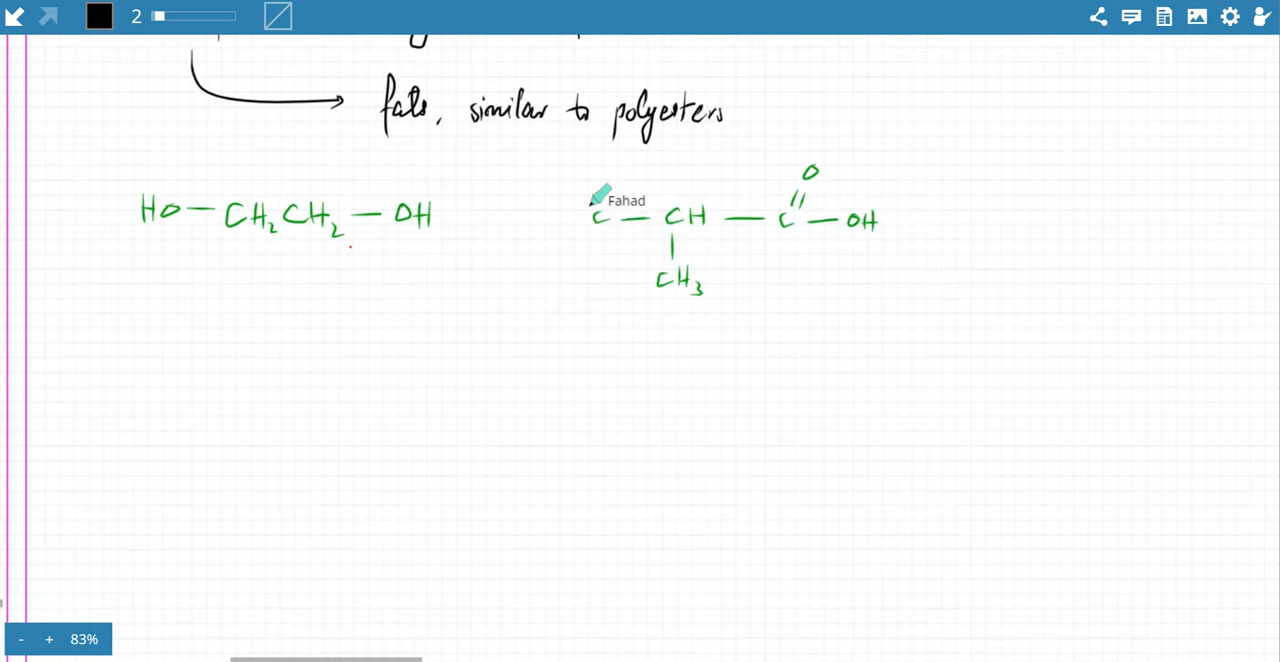 2
fats, similar to polyesters
O
Fahad
HO — CH₂CH₂ — OH
C — CH — C — OH
CH₃
- + 83%